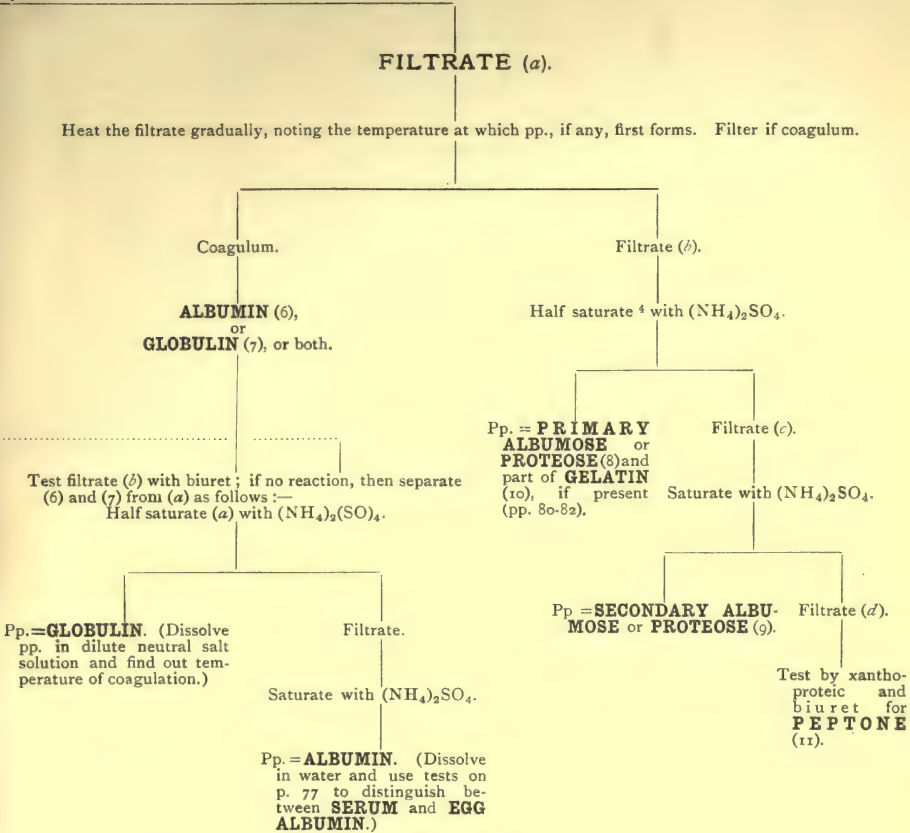 FILTRATE (a).
Heat the filtrate gradually, noting the temperature at which pp., if any, first forms. Filter if coagulum.
Coagulum.
ALBUMIN (6),
or
GLOBULIN (7), or both.
Test filtrate (b) with biuret; if no reaction, then separate
(6) and (7) from (a) as follows :—
Half saturate (a) with (NH₄)₂(SO)₄.
Pp.=GLOBULIN. (Dissolve
pp. in dilute neutral salt
solution and find out tem-
perature of coagulation.)
Filtrate.
Saturate with (NH₄)₂SO₄.
Pp.=ALBUMIN. (Dissolve
in water and use tests on
p. 77 to distinguish be-
tween SERUM and EGG
ALBUMIN.)
Filtrate (b).
Half saturate ⁴ with (NH₄)₂SO₄.
Pp. = PRIMARY
ALBUMOSE or
PROTEOSE (8) and
part of GELATIN
(10), if present
(pp. 80-82).
Filtrate (c).
Saturate with (NH₄)₂SO₄.
Pp =SECONDARY ALBU-
MOSE or PROTEOSE (9).
Filtrate (d).
Test by xantho-
proteic and
biuret for
PEPTONE
(11).